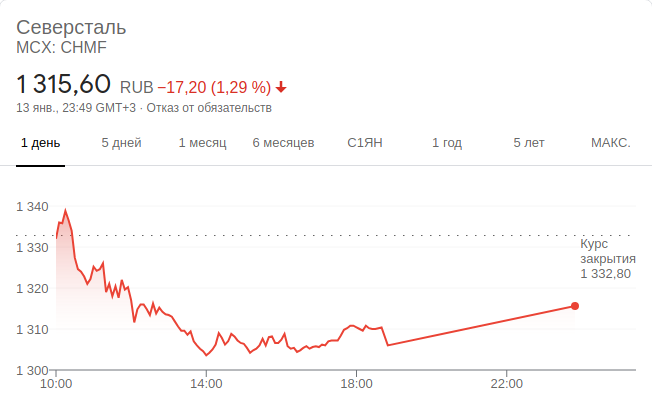 Северсталь
MCX: CHMF
1 315,60 RUB −17,20 (1,29 %)
13 янв., 23:49 GMT+3 · Отказ от обязательств
1 день 5 дней 1 месяц 6 месяцев С1ЯН 1 год 5 лет МАКС.
1 340
1 330
1 320
1 310
1 300
Курс
закрытия
1 332,80
10:00 14:00 18:00 22:00